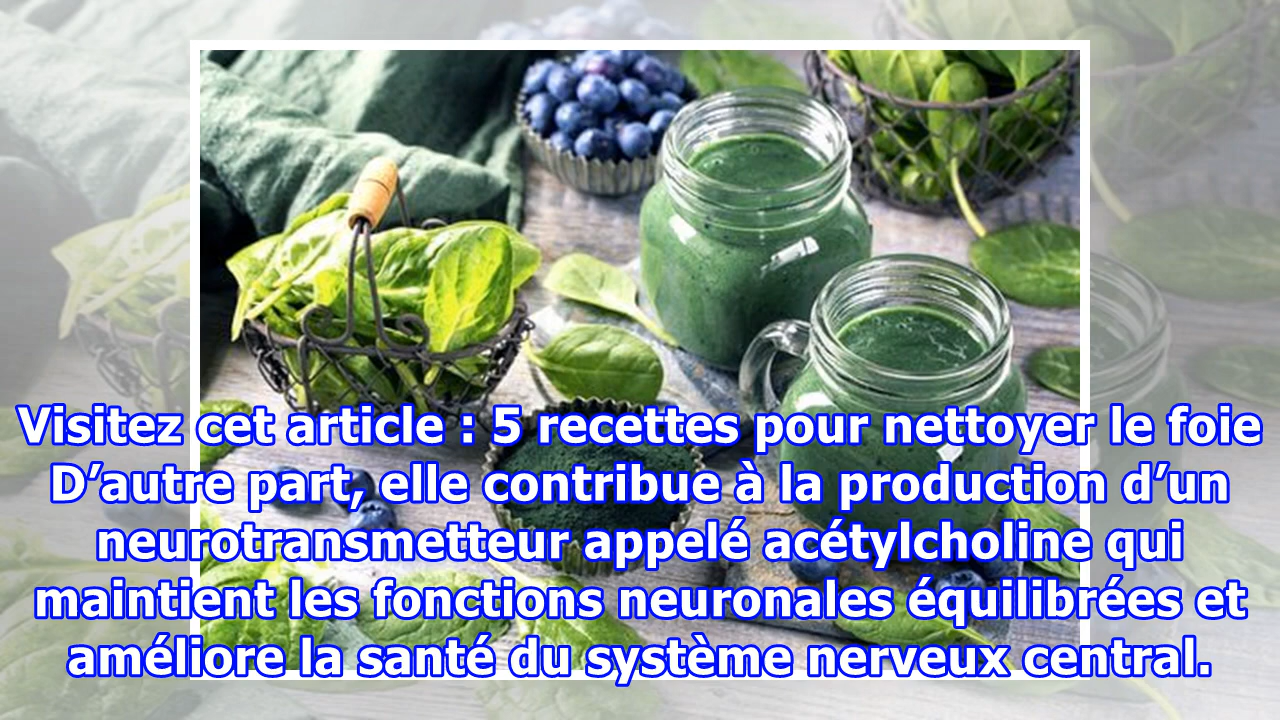 Visitez cet article : 5 recettes pour nettoyer le foie
D’autre part, elle contribue à la production d’un
neurotransmetteur appelé acétylcholine qui
maintient les fonctions neuronales équilibrées et
améliore la santé du système nerveux central.